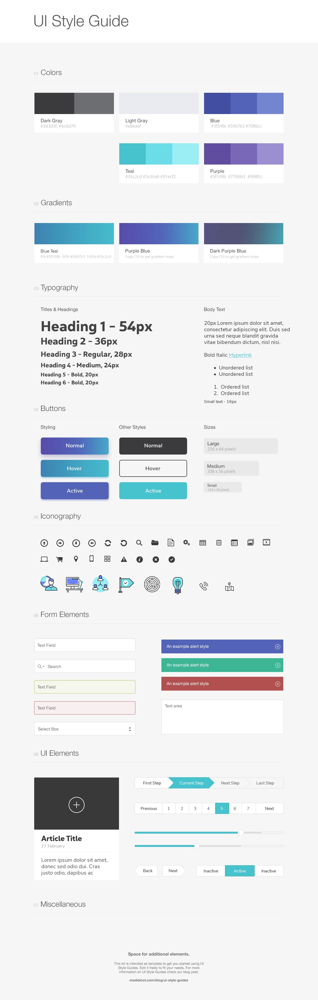 UI Style Guide
01 Colors
Dark Gray
#3d3d3f, #6c6d70
Light Gray
#e8eaef
Blue
#3f549c #5067b3 #7086cc
Teal
#35c2cd #5cdce6 #91ecf2
Purple
#5f539b #776bb3 #998fcc
02 Gradients
Blue Teal
0% #5f539b 50% #5067b3 100% #35c2cd
Purple Blue
Copy CSS to get gradient stops
Dark Purple Blue
Copy CSS to get gradient stops
03 Typography
Titles & Headings
Heading 1 - 54px
Heading 2 - 36px
Heading 3 - Regular, 28px
Heading 4 - Medium, 24px
Heading 5 - Bold, 20px
Heading 6 - Bold, 20px
Body Text
20px Lorem ipsum dolor sit amet,
consectetur adipiscing elit. Duis sed
urna sed neque blandit gravida
vitae bibendum dictum, nisl nisi.
Bold Italic Hyperlink
• Unordered list
• Unordered list
1. Ordered list
2. Ordered list
Small text - 16px
04 Buttons
Styling
Normal
Hover
Active
Other Styles
Normal
Hover
Active
Sizes
Large
256 x 64 pixels
Medium
208 x 56 pixels
Small
144 x 40 pixels
05 Iconography
06 Form Elements
Text Field
Search
Text Field
Text Field
Select Box
An example alert style
An example alert style
An example alert style
Text area
06 UI Elements
Article Title
27 February
Lorem ipsum dolor sit amet,
donec sed odio dui. Cras
justo odio, dapibus ac
First Step Current Step Next Step Last Step
Previous 1 2 3 4 5 6 7 Next
Back Next Inactive Active Inactive
07 Miscellaneous
Space for additional elements.
This kit is intended as template to get you started using UI
Style Guides. Edit it freely to fit your needs. For more
information on UI Style Guides check our blog post:
medialoot.com/blog/ui-style-guides